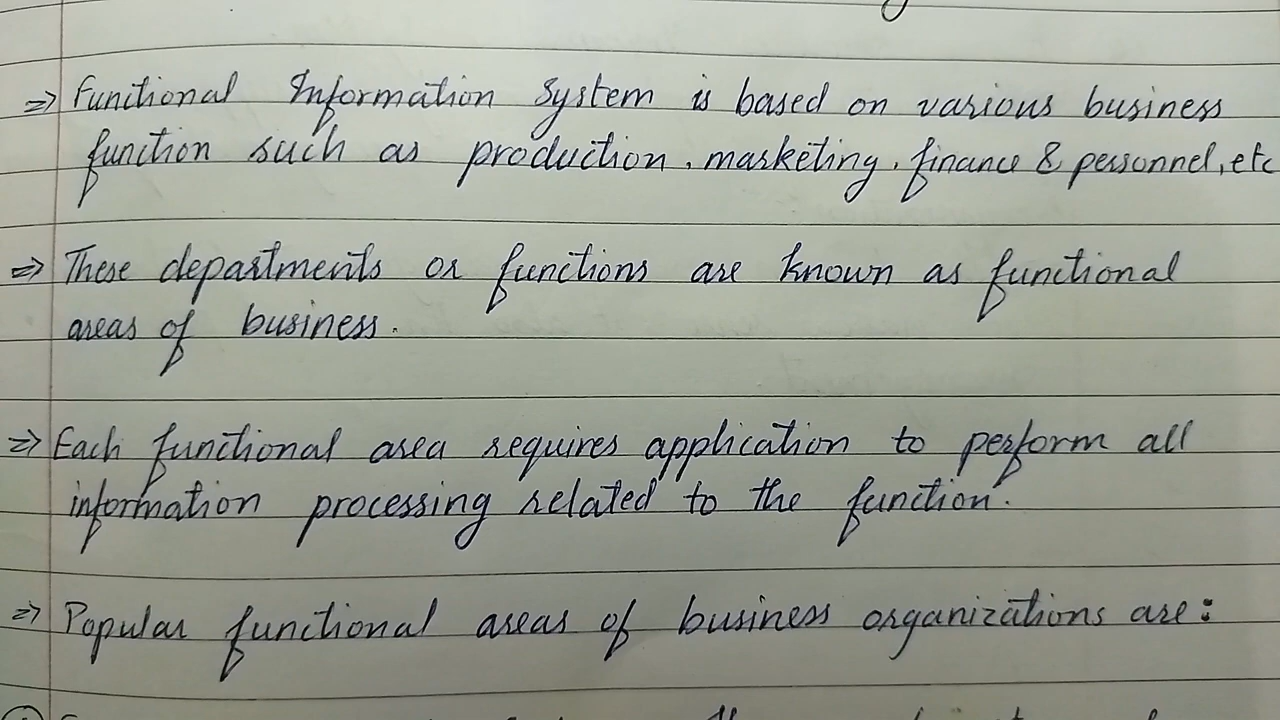 ⇒ Functional Information System is based on various business
function such as production, marketing, finance & personnel, etc
⇒ These departments or functions are known as functional
areas of business.
⇒ Each functional area requires application to perform all
information processing related to the function.
⇒ Popular functional areas of business organizations are: